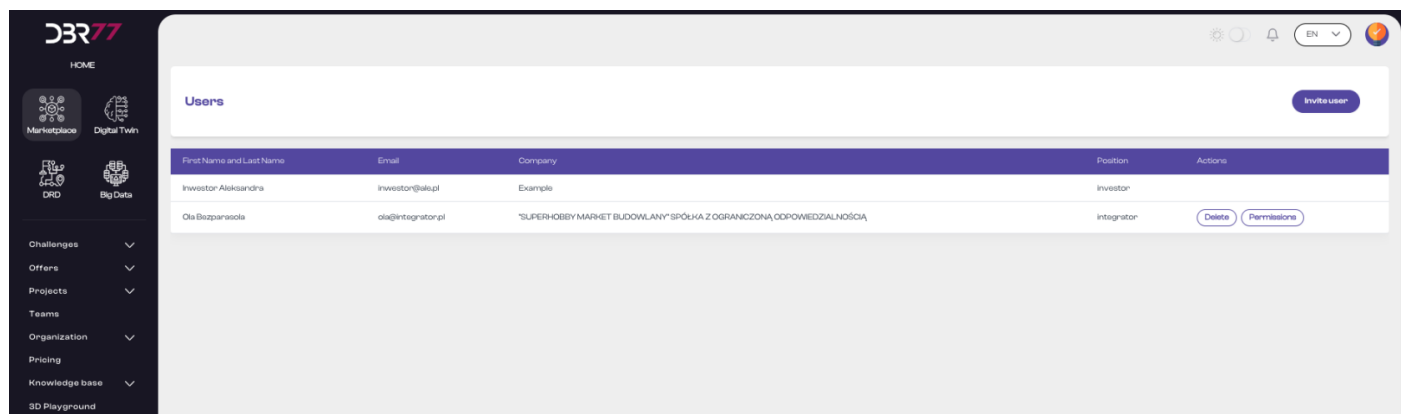 DBR77
HOME
Marketplace
Digital Twin
DRD
Big Data
Challenges
Offers
Projects
Teams
Organization
Pricing
Knowledge base
3D Playground
EN
Users
Invite user
First Name and Last Name Email Company Position Actions
Inwestor Aleksandra inwestor@ale.pl Example investor
Ola Bezparasola ola@integrator.pl "SUPERHOBBY MARKET BUDOWLANY" SPÓŁKA Z OGRANICZONĄ ODPOWIEDZIALNOŚCIĄ integrator Delete Permissions